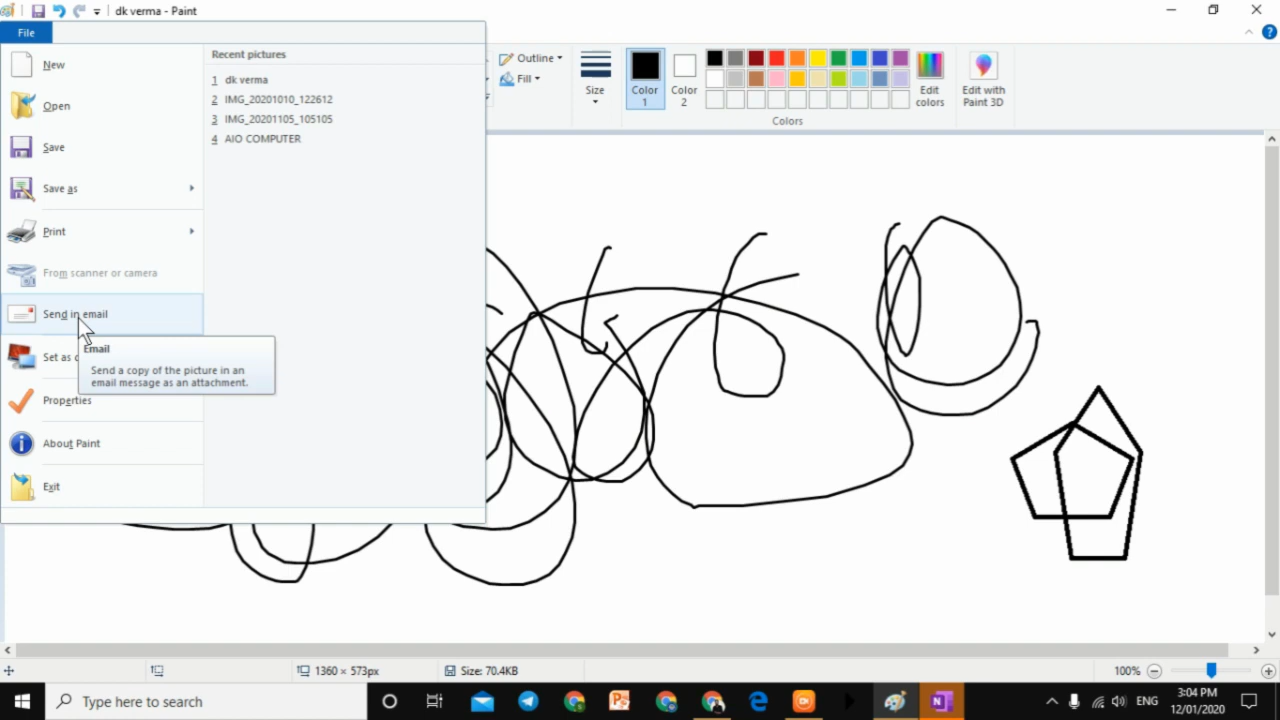 dk verma - Paint
File
New
Open
Save
Save as
Print
From scanner or camera
Send in email
Email
Send a copy of the picture in an
email message as an attachment.
Set as d
Properties
About Paint
Exit
Recent pictures
1 dk verma
2 IMG_20201010_122612
3 IMG_20201105_105105
4 AIO COMPUTER
Outline
Fill
Size
Color
1
Color
2
Edit
colors
Edit with
Paint 3D
Colors
1360 × 573px
Size: 70.4KB
100%
Type here to search
ENG
3:04 PM
12/01/2020